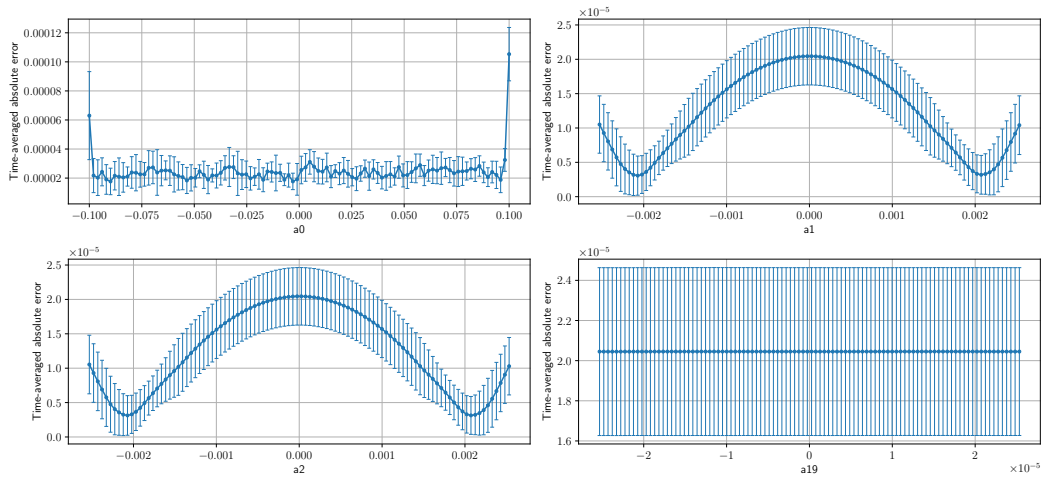 0.00012
0.00010
0.00008
0.00006
0.00004
0.00002
Time-averaged absolute error
−0.100 −0.075 −0.050 −0.025 0.000 0.025 0.050 0.075 0.100
a0
×10−5
2.5
2.0
1.5
1.0
0.5
0.0
Time-averaged absolute error
−0.002 −0.001 0.000 0.001 0.002
a1
×10−5
2.5
2.0
1.5
1.0
0.5
0.0
Time-averaged absolute error
−0.002 −0.001 0.000 0.001 0.002
a2
×10−5
2.4
2.2
2.0
1.8
1.6
Time-averaged absolute error
−2 −1 0 1 2
×10−5
a19